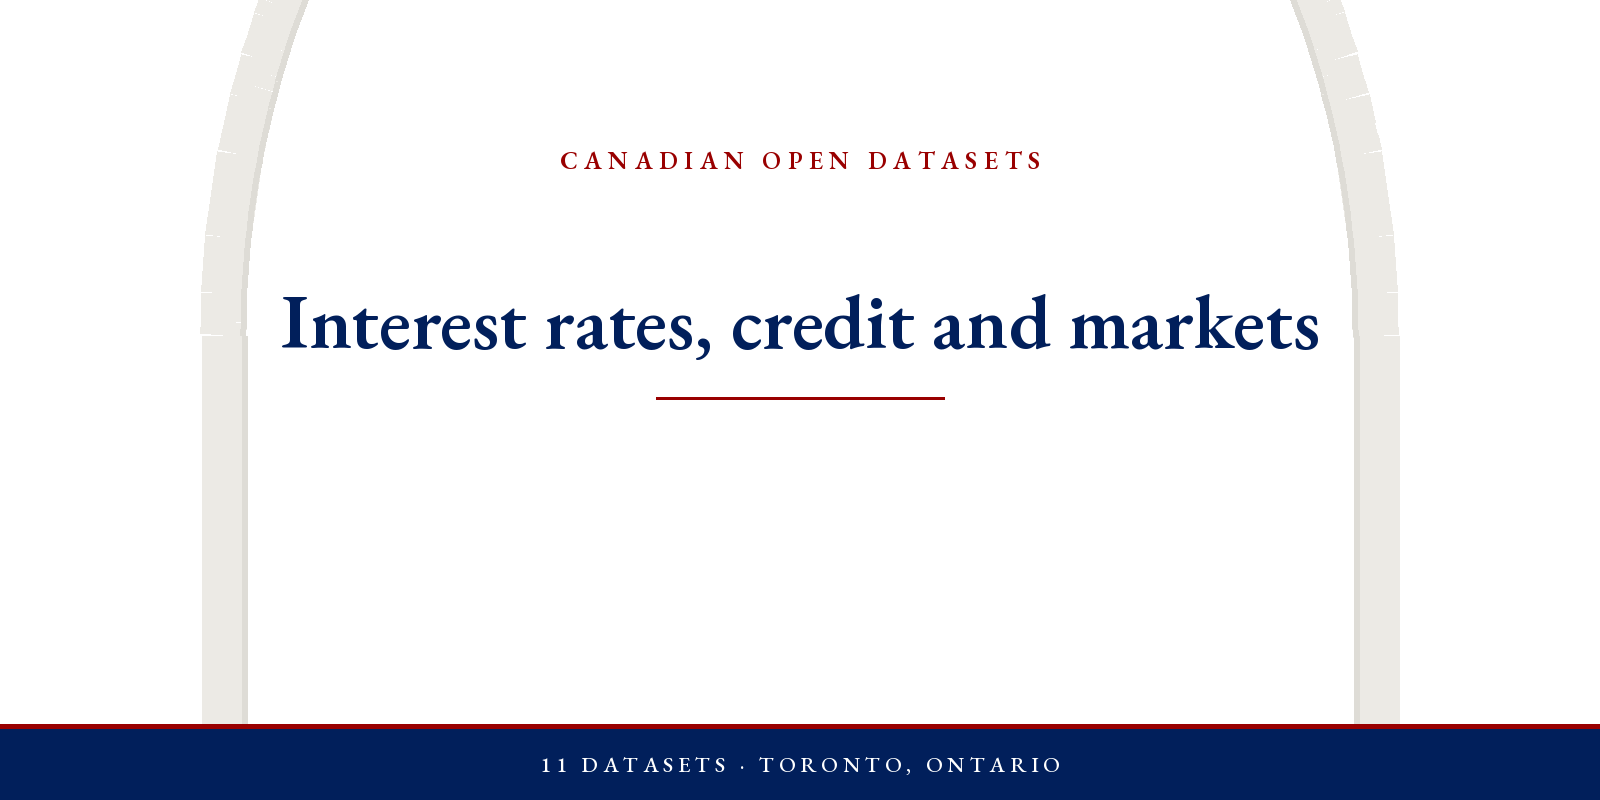 CANADIAN OPEN DATASETS
Interest rates, credit and markets
11 DATASETS · TORONTO, ONTARIO